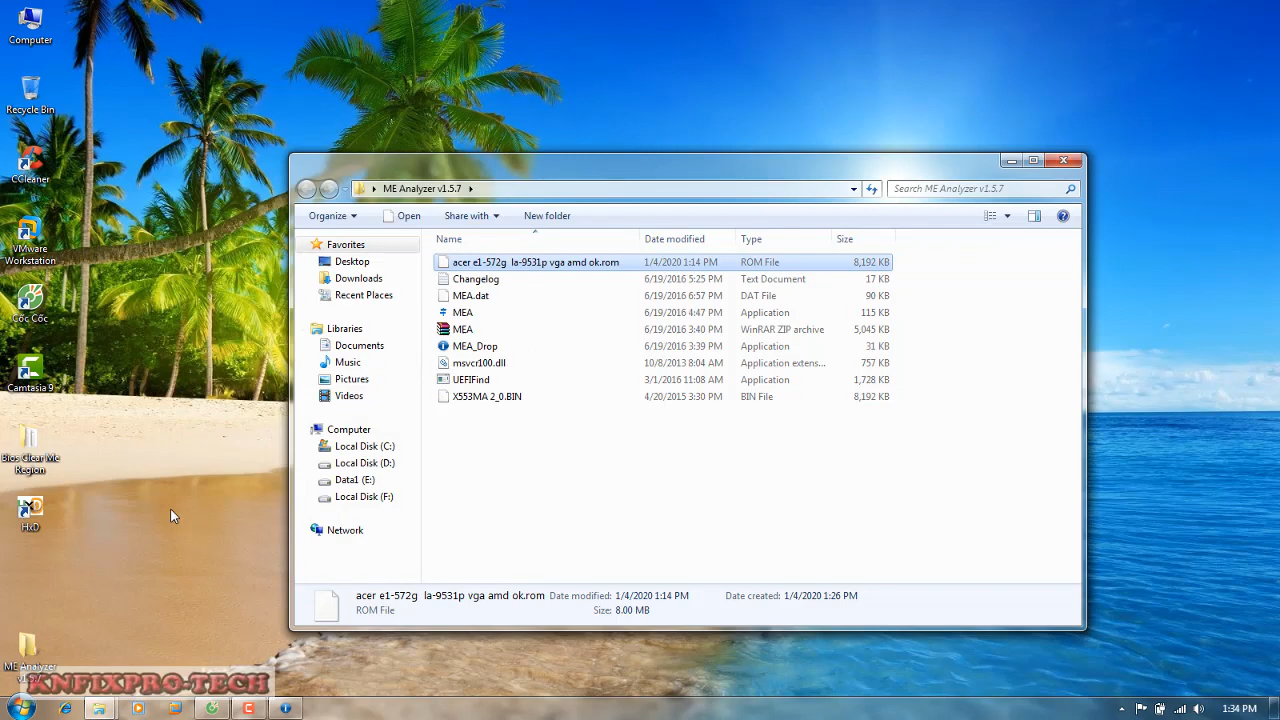 Computer
Recycle Bin
CCleaner
VMware
Workstation
Cốc Cốc
Camtasia 9
Bios Clear Me
Region
HxD
ME Analyzer
v1.5.7
KNFIXPRO-TECH
ME Analyzer v1.5.7
Search ME Analyzer v1.5.7
Organize Open Share with New folder
Favorites
Desktop
Downloads
Recent Places
Libraries
Documents
Music
Pictures
Videos
Computer
Local Disk (C:)
Local Disk (D:)
Data1 (E:)
Local Disk (F:)
Network
Name Date modified Type Size
acer e1-572g la-9531p vga amd ok.rom 1/4/2020 1:14 PM ROM File 8,192 KB
Changelog 6/19/2016 5:25 PM Text Document 17 KB
MEA.dat 6/19/2016 6:57 PM DAT File 90 KB
MEA 6/19/2016 4:47 PM Application 115 KB
MEA 6/19/2016 3:40 PM WinRAR ZIP archive 5,045 KB
MEA_Drop 6/19/2016 3:39 PM Application 31 KB
msvcr100.dll 10/8/2013 8:04 AM Application extens... 757 KB
UEFIFind 3/1/2016 11:08 AM Application 1,728 KB
X553MA 2_0.BIN 4/20/2015 3:30 PM BIN File 8,192 KB
acer e1-572g la-9531p vga amd ok.rom Date modified: 1/4/2020 1:14 PM Date created: 1/4/2020 1:26 PM
ROM File Size: 8.00 MB
1:34 PM